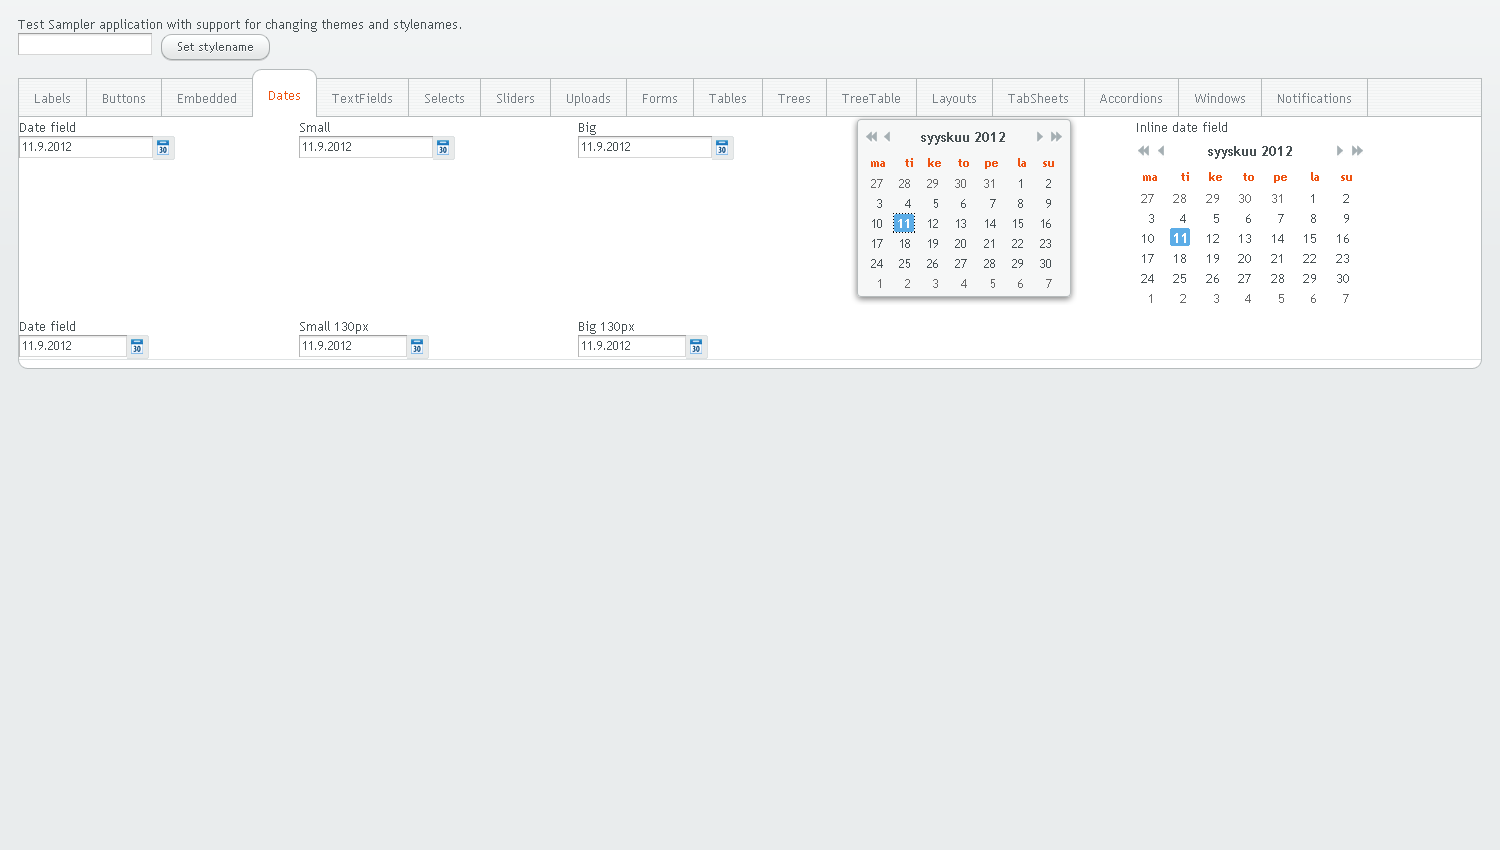 Test Sampler application with support for changing themes and stylenames.
Set stylename
Labels Buttons Embedded Dates TextFields Selects Sliders Uploads Forms Tables Trees TreeTable Layouts TabSheets Accordions Windows Notifications
Date field
11.9.2012
30
Small
11.9.2012
30
Big
11.9.2012
30
syyskuu 2012
ma ti ke to pe la su
27 28 29 30 31 1 2
3 4 5 6 7 8 9
10 11 12 13 14 15 16
17 18 19 20 21 22 23
24 25 26 27 28 29 30
1 2 3 4 5 6 7
Inline date field
syyskuu 2012
ma ti ke to pe la su
27 28 29 30 31 1 2
3 4 5 6 7 8 9
10 11 12 13 14 15 16
17 18 19 20 21 22 23
24 25 26 27 28 29 30
1 2 3 4 5 6 7
Date field
11.9.2012
30
Small 130px
11.9.2012
30
Big 130px
11.9.2012
30